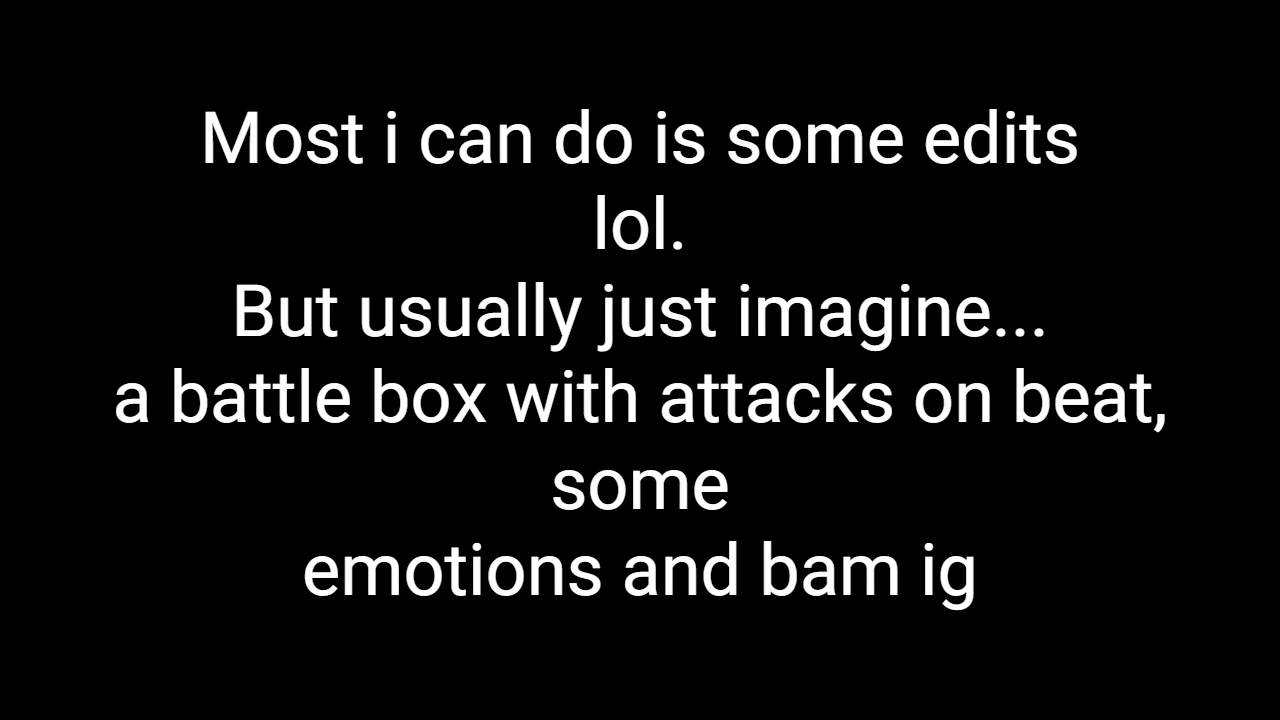 Most i can do is some edits
lol.
But usually just imagine...
a battle box with attacks on beat,
some
emotions and bam ig